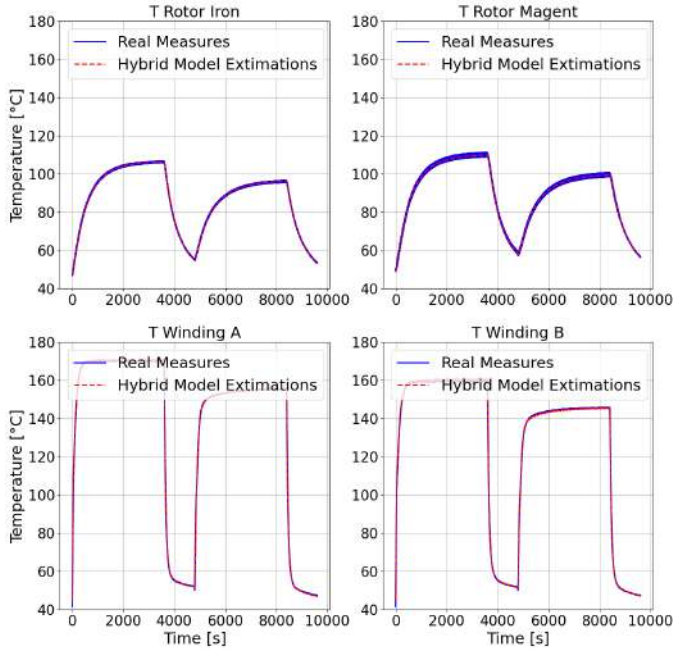 T Rotor Iron
180
160
140
120
100
80
60
40
Temperature [°C]
Real Measures
Hybrid Model Extimations
0 2000 4000 6000 8000 10000
T Rotor Magent
180
160
140
120
100
80
60
40
Real Measures
Hybrid Model Extimations
0 2000 4000 6000 8000 10000
T Winding A
180
160
140
120
100
80
60
40
Temperature [°C]
Real Measures
Hybrid Model Extimations
0 2000 4000 6000 8000 10000
Time [s]
T Winding B
180
160
140
120
100
80
60
40
Real Measures
Hybrid Model Extimations
0 2000 4000 6000 8000 10000
Time [s]